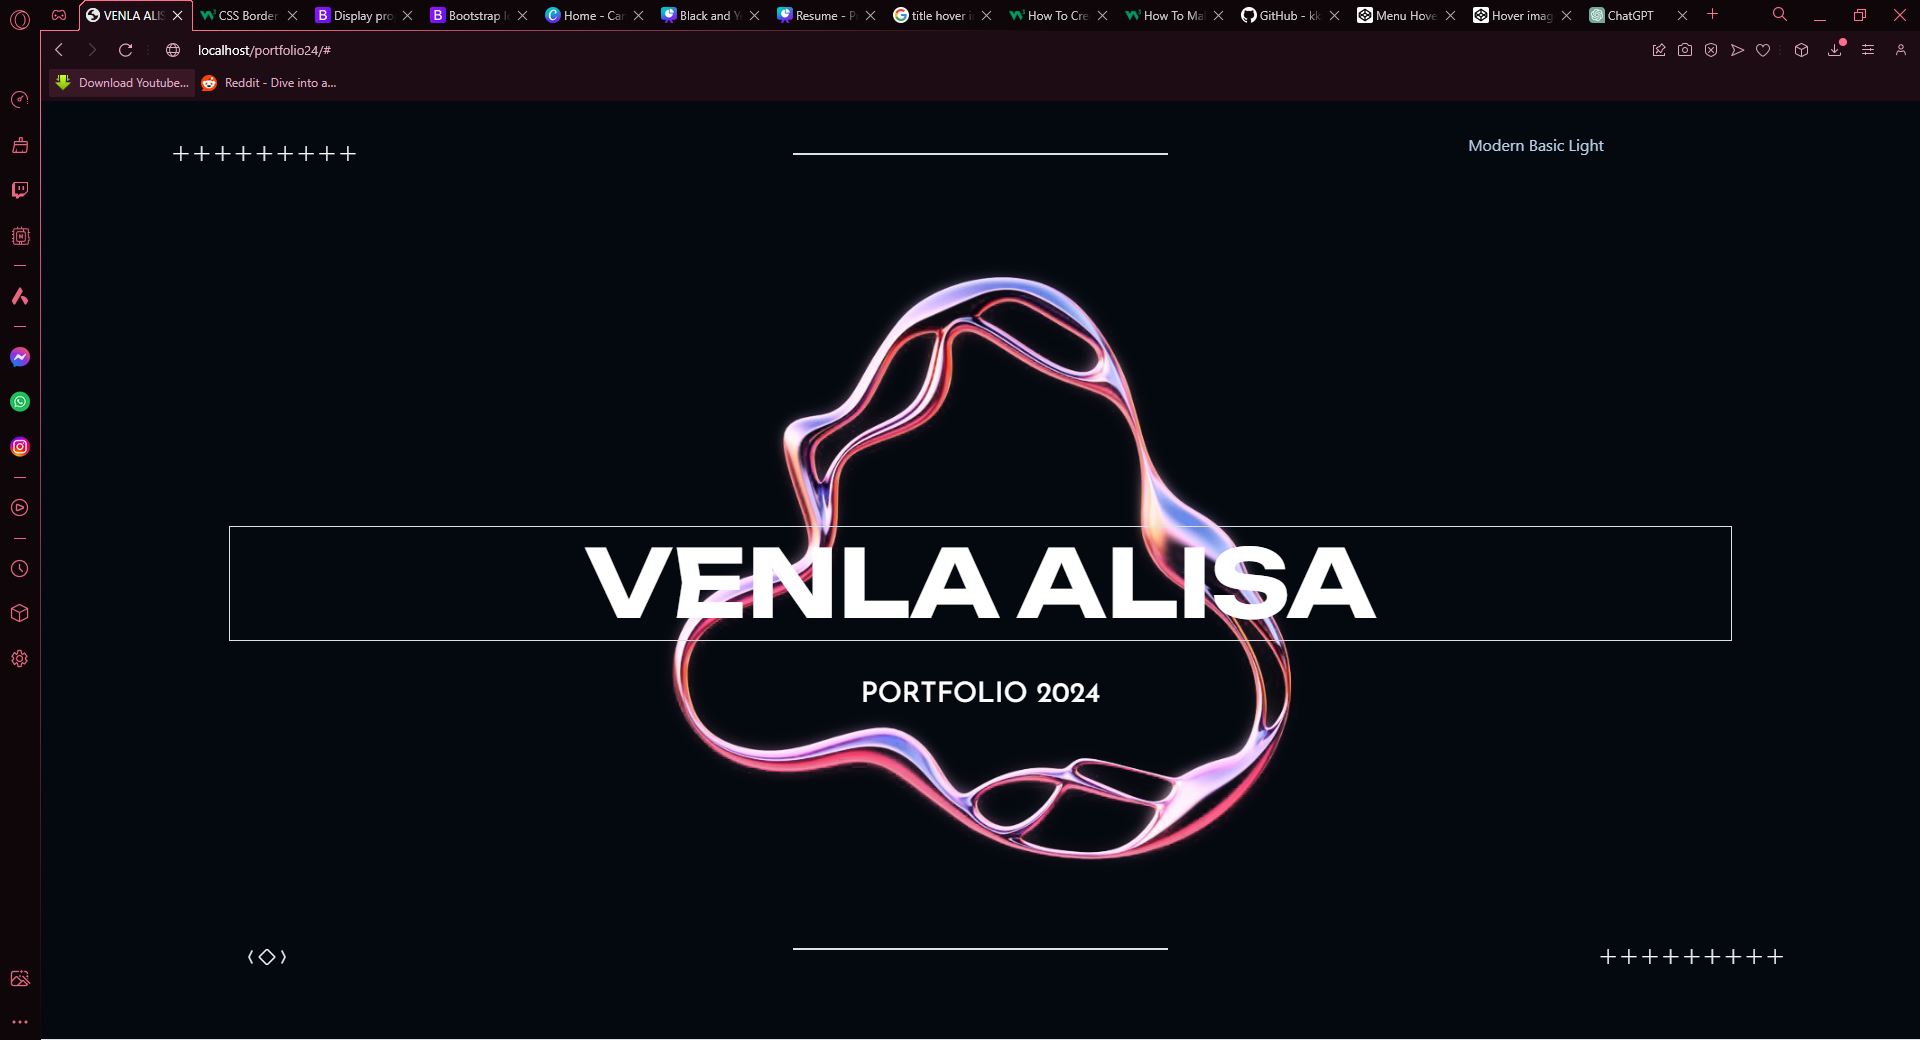 VENLA ALIS
CSS Border
Display pro
Bootstrap I
Home - Can
Black and Y
Resume - P
title hover i
How To Cre
How To Mal
GitHub - kk
Menu Hove
Hover imag
ChatGPT
localhost/portfolio24/#
Download Youtube...
Reddit - Dive into a...
+++++++++
Modern Basic Light
VENLA ALISA
PORTFOLIO 2024
+++++++++